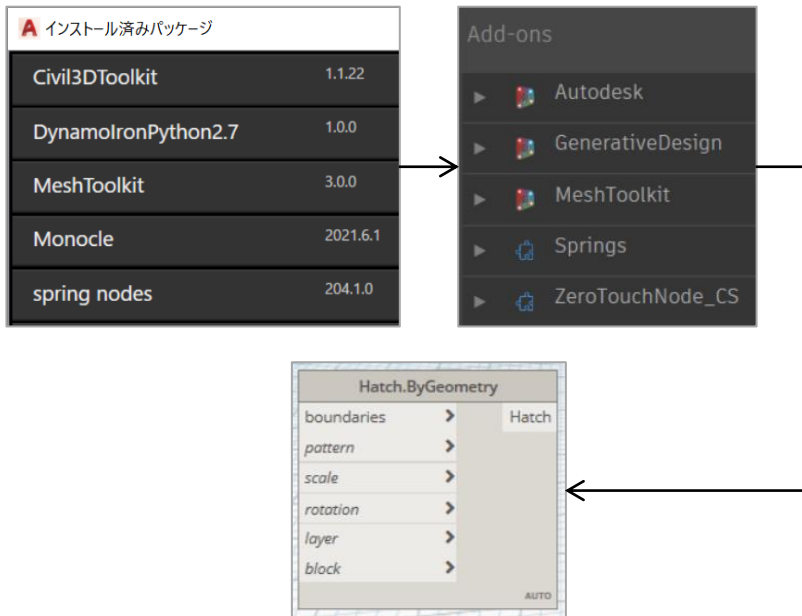 インストール済みパッケージ
Civil3DToolkit 1.1.22
DynamoIronPython2.7 1.0.0
MeshToolkit 3.0.0
Monocle 2021.6.1
spring nodes 204.1.0
Add-ons
Autodesk
GenerativeDesign
MeshToolkit
Springs
ZeroTouchNode_CS
Hatch.ByGeometry
boundaries Hatch
pattern
scale
rotation
layer
block
AUTO